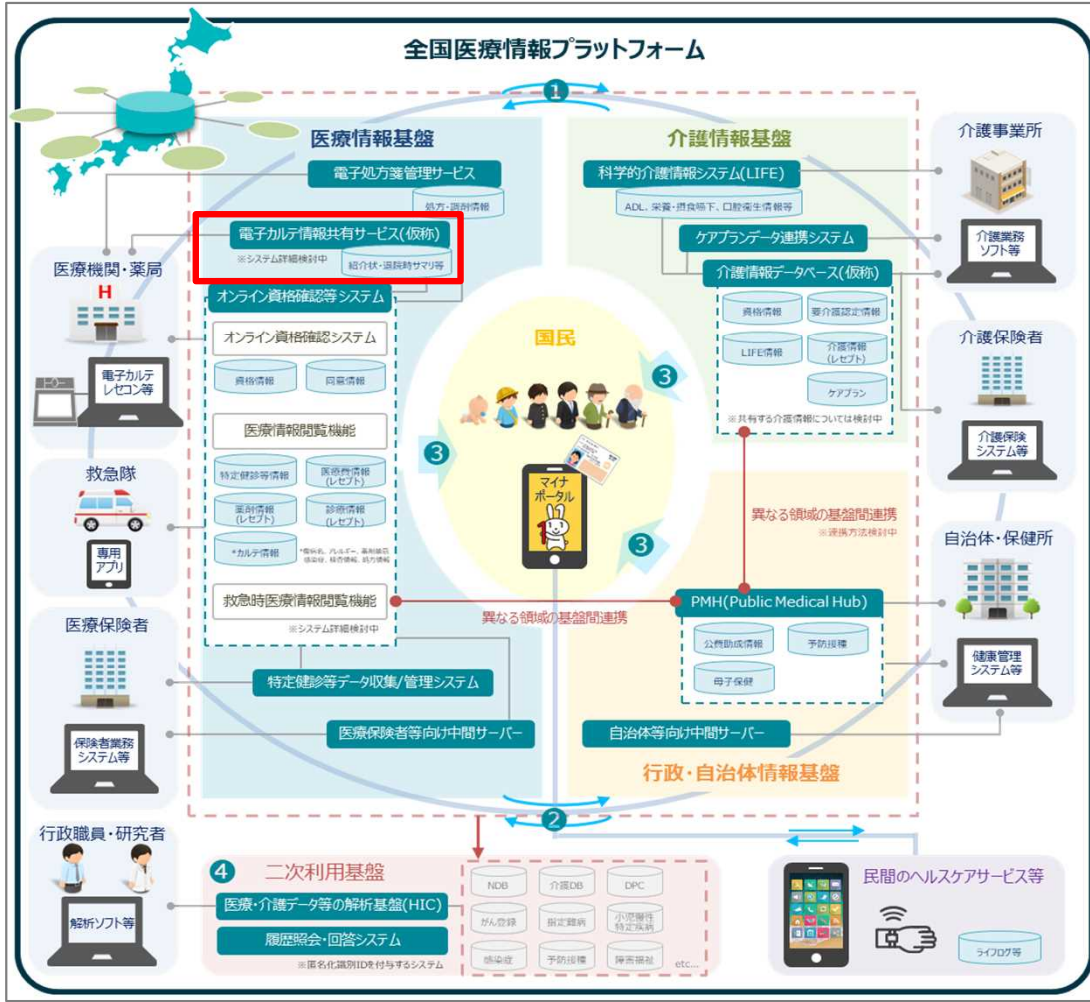 全国医療情報プラットフォーム
1
医療情報基盤
電子処方箋管理サービス
処方・調剤情報
電子カルテ情報共有サービス(仮称)
※システム詳細検討中
紹介状・退院時サマリ等
オンライン資格確認等システム
オンライン資格確認システム
資格情報
同意情報
医療情報閲覧機能
特定健診等情報
医療費情報
(レセプト)
薬剤情報
(レセプト)
診療情報
(レセプト)
*カルテ情報
*傷病名、アレルギー、薬剤禁忌
感染症、検査情報、処方情報
救急時医療情報閲覧機能
※システム詳細検討中
特定健診等データ収集/管理システム
医療保険者等向け中間サーバー
介護情報基盤
科学的介護情報システム(LIFE)
ADL、栄養・摂食嚥下、口腔衛生情報等
ケアプランデータ連携システム
介護情報データベース(仮称)
資格情報
要介護認定情報
LIFE情報
介護情報
(レセプト)
ケアプラン
※共有する介護情報については検討中
国民
マイナ
ポータル
3
3
3
異なる領域の基盤間連携
※連携方法検討中
異なる領域の基盤間連携
PMH(Public Medical Hub)
公費助成情報
予防接種
母子保健
自治体等向け中間サーバー
行政・自治体情報基盤
2
医療機関・薬局
H
電子カルテ
レセコン等
救急隊
専用
アプリ
医療保険者
保険者業務
システム等
行政職員・研究者
解析ソフト等
介護事業所
介護業務
ソフト等
介護保険者
介護保険
システム等
自治体・保健所
健康管理
システム等
4
二次利用基盤
医療・介護データ等の解析基盤(HIC)
履歴照会・回答システム
※匿名化識別IDを付与するシステム
NDB
介護DB
DPC
がん登録
指定難病
小児慢性
特定疾病
感染症
予防接種
障害福祉
etc...
民間のヘルスケアサービス等
ライフログ等